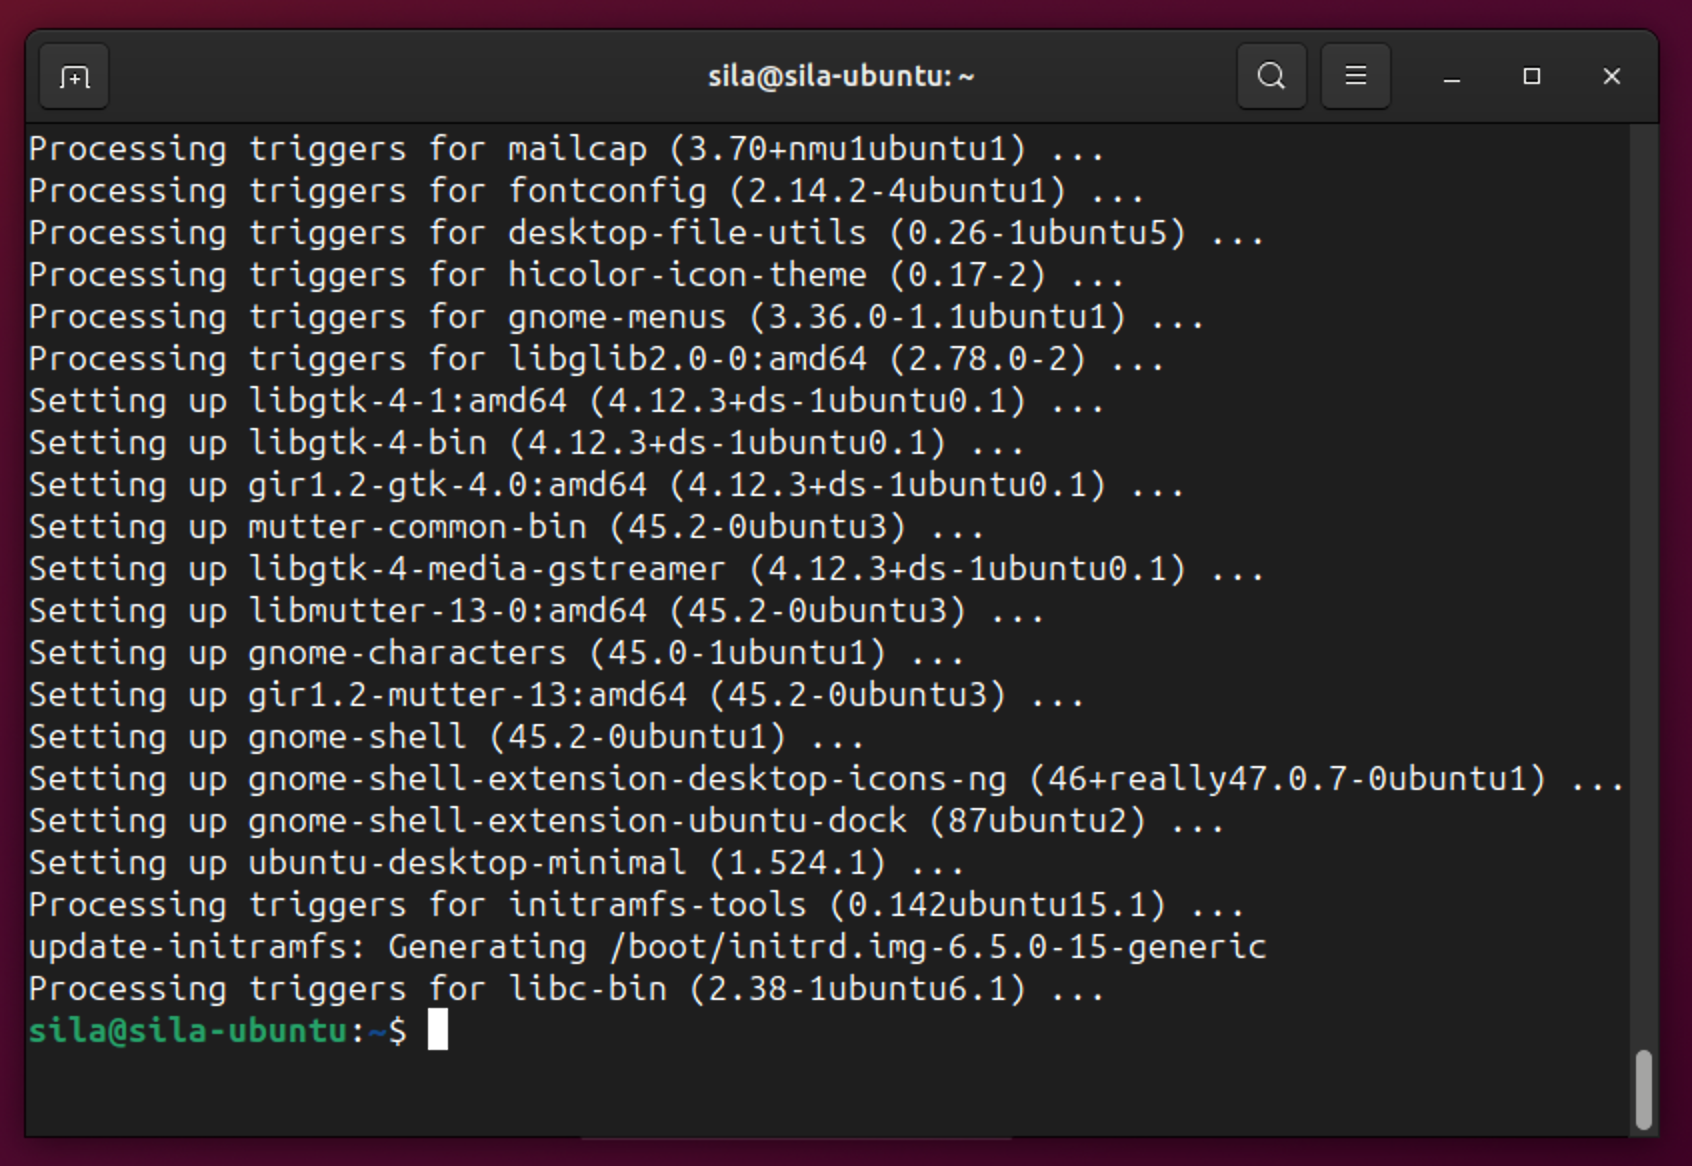 sila@sila-ubuntu: ~
Processing triggers for mailcap (3.70+nmu1ubuntu1) ...
Processing triggers for fontconfig (2.14.2-4ubuntu1) ...
Processing triggers for desktop-file-utils (0.26-1ubuntu5) ...
Processing triggers for hicolor-icon-theme (0.17-2) ...
Processing triggers for gnome-menus (3.36.0-1.1ubuntu1) ...
Processing triggers for libglib2.0-0:amd64 (2.78.0-2) ...
Setting up libgtk-4-1:amd64 (4.12.3+ds-1ubuntu0.1) ...
Setting up libgtk-4-bin (4.12.3+ds-1ubuntu0.1) ...
Setting up gir1.2-gtk-4.0:amd64 (4.12.3+ds-1ubuntu0.1) ...
Setting up mutter-common-bin (45.2-0ubuntu3) ...
Setting up libgtk-4-media-gstreamer (4.12.3+ds-1ubuntu0.1) ...
Setting up libmutter-13-0:amd64 (45.2-0ubuntu3) ...
Setting up gnome-characters (45.0-1ubuntu1) ...
Setting up gir1.2-mutter-13:amd64 (45.2-0ubuntu3) ...
Setting up gnome-shell (45.2-0ubuntu1) ...
Setting up gnome-shell-extension-desktop-icons-ng (46+really47.0.7-0ubuntu1) ...
Setting up gnome-shell-extension-ubuntu-dock (87ubuntu2) ...
Setting up ubuntu-desktop-minimal (1.524.1) ...
Processing triggers for initramfs-tools (0.142ubuntu15.1) ...
update-initramfs: Generating /boot/initrd.img-6.5.0-15-generic
Processing triggers for libc-bin (2.38-1ubuntu6.1) ...
sila@sila-ubuntu:~$